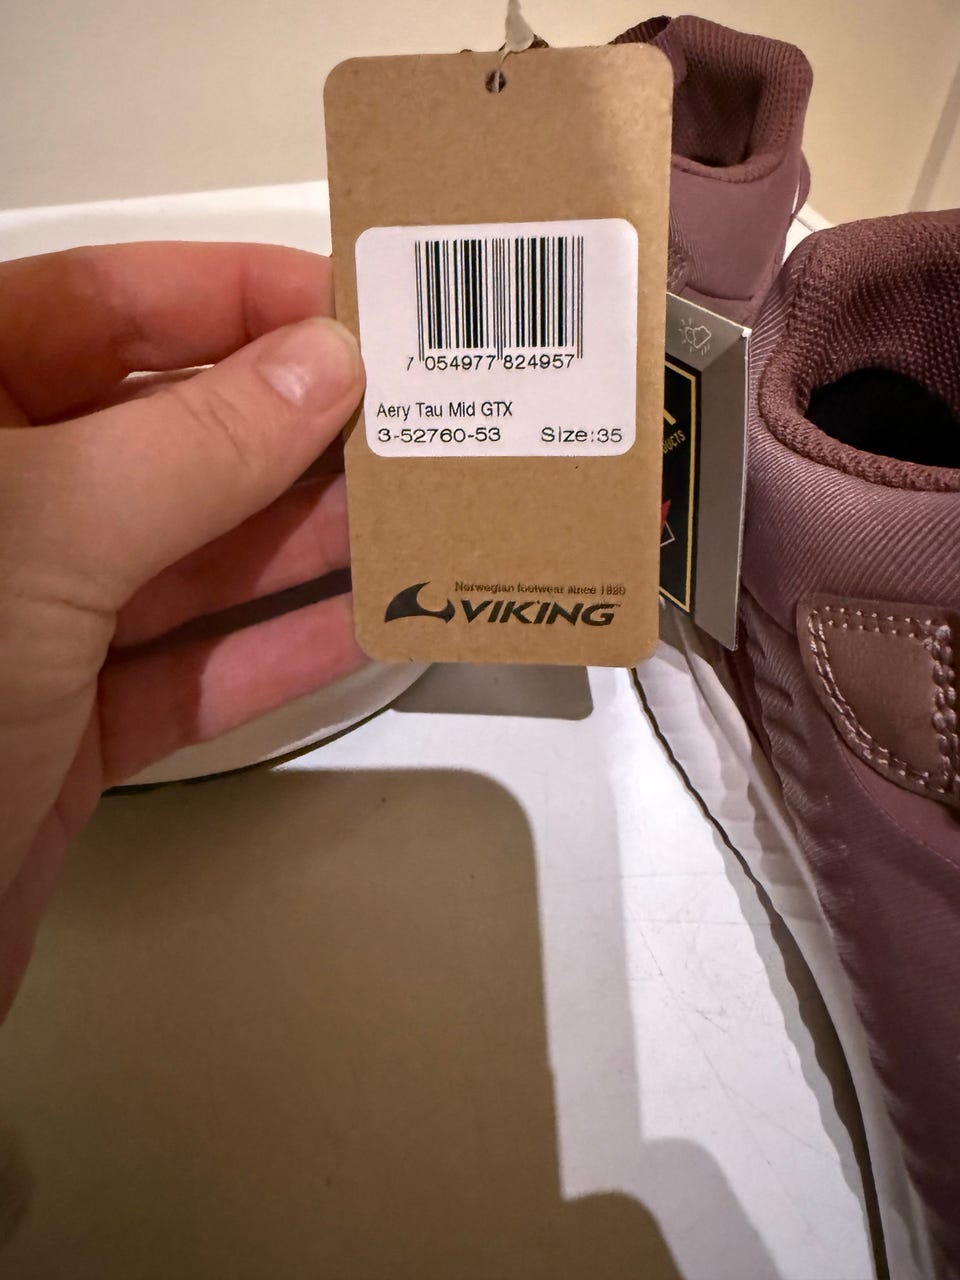 7 054977 824957
Aery Tau Mid GTX
3-52760-53 Size:35
Norwegian footwear since 1920
VIKING